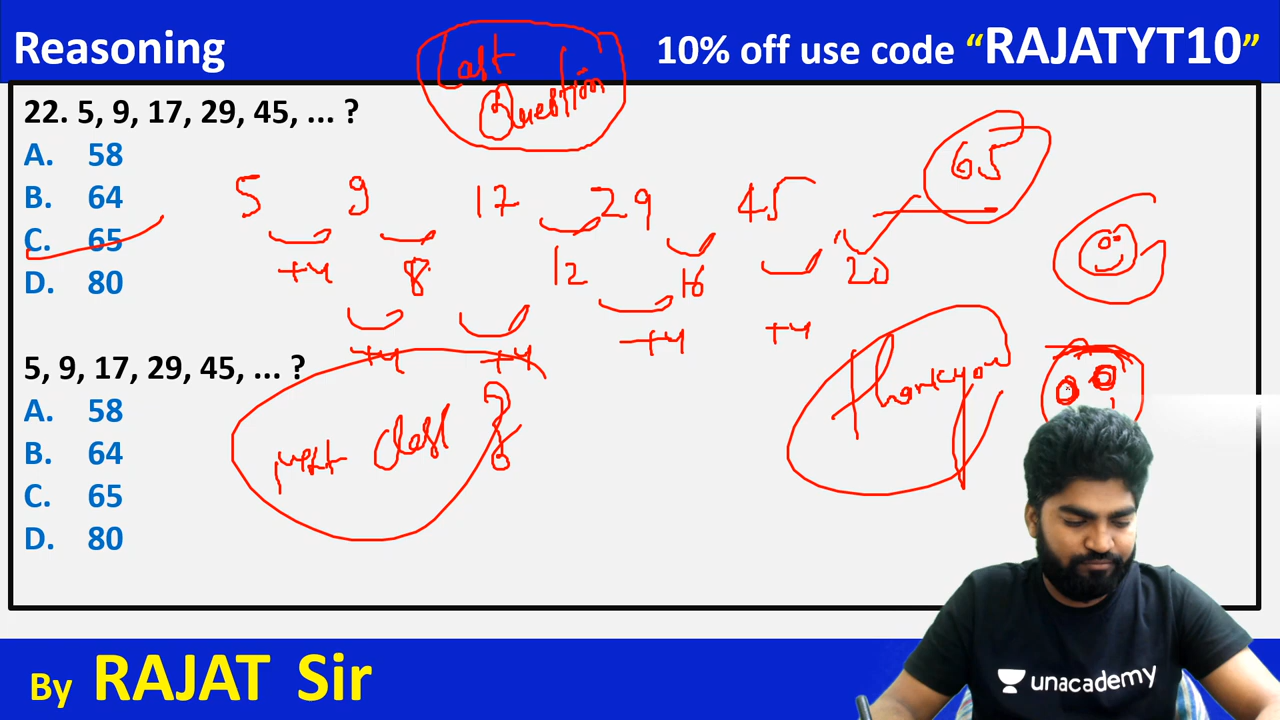 Reasoning
10% off use code “RAJATYT10”
Last
Question
22. 5, 9, 17, 29, 45, ... ?
A. 58
B. 64
C. 65
D. 80
5 9 17 29 45 65
+4 8 12 16 20
+4 +4 +4 +4
5, 9, 17, 29, 45, ... ?
A. 58
B. 64
C. 65
D. 80
next class ?
Thankyou
By RAJAT Sir
unacademy